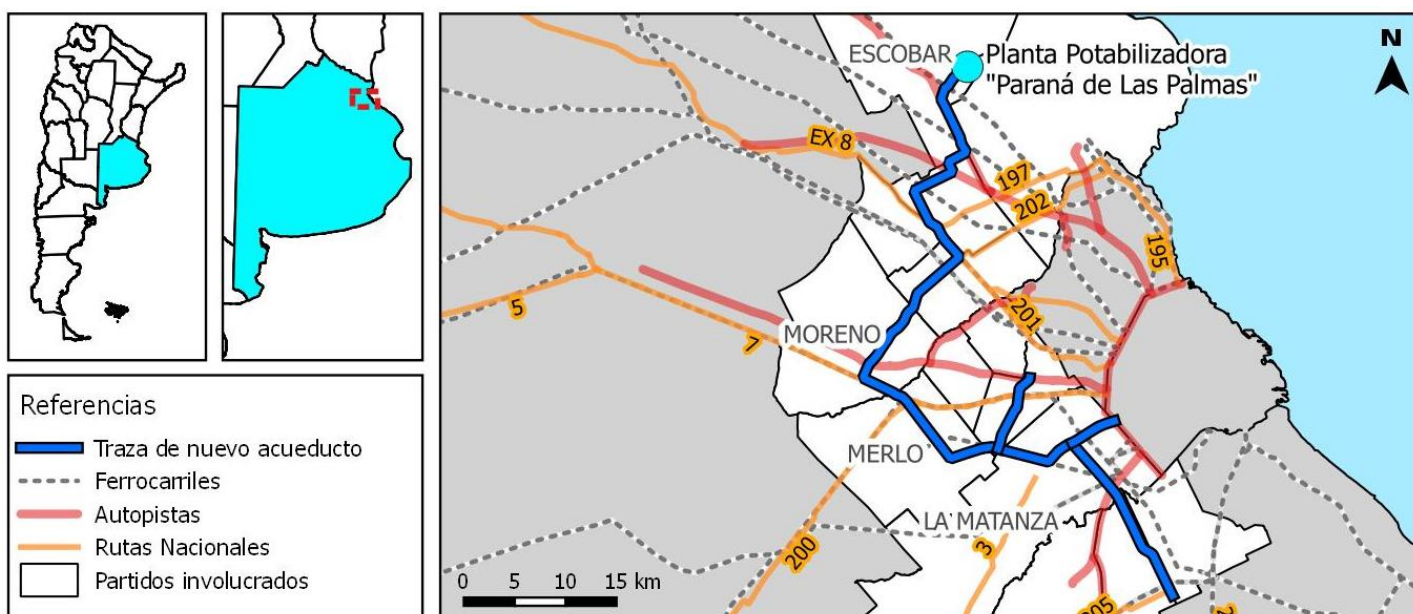 Referencias
Traza de nuevo acueducto
Ferrocarriles
Autopistas
Rutas Nacionales
Partidos involucrados
ESCOBAR
Planta Potabilizadora
"Paraná de Las Palmas"
N
EX 8
197
202
195
5
7
201
MORENO
MERLO
LA MATANZA
200
3
0 5 10 15 km